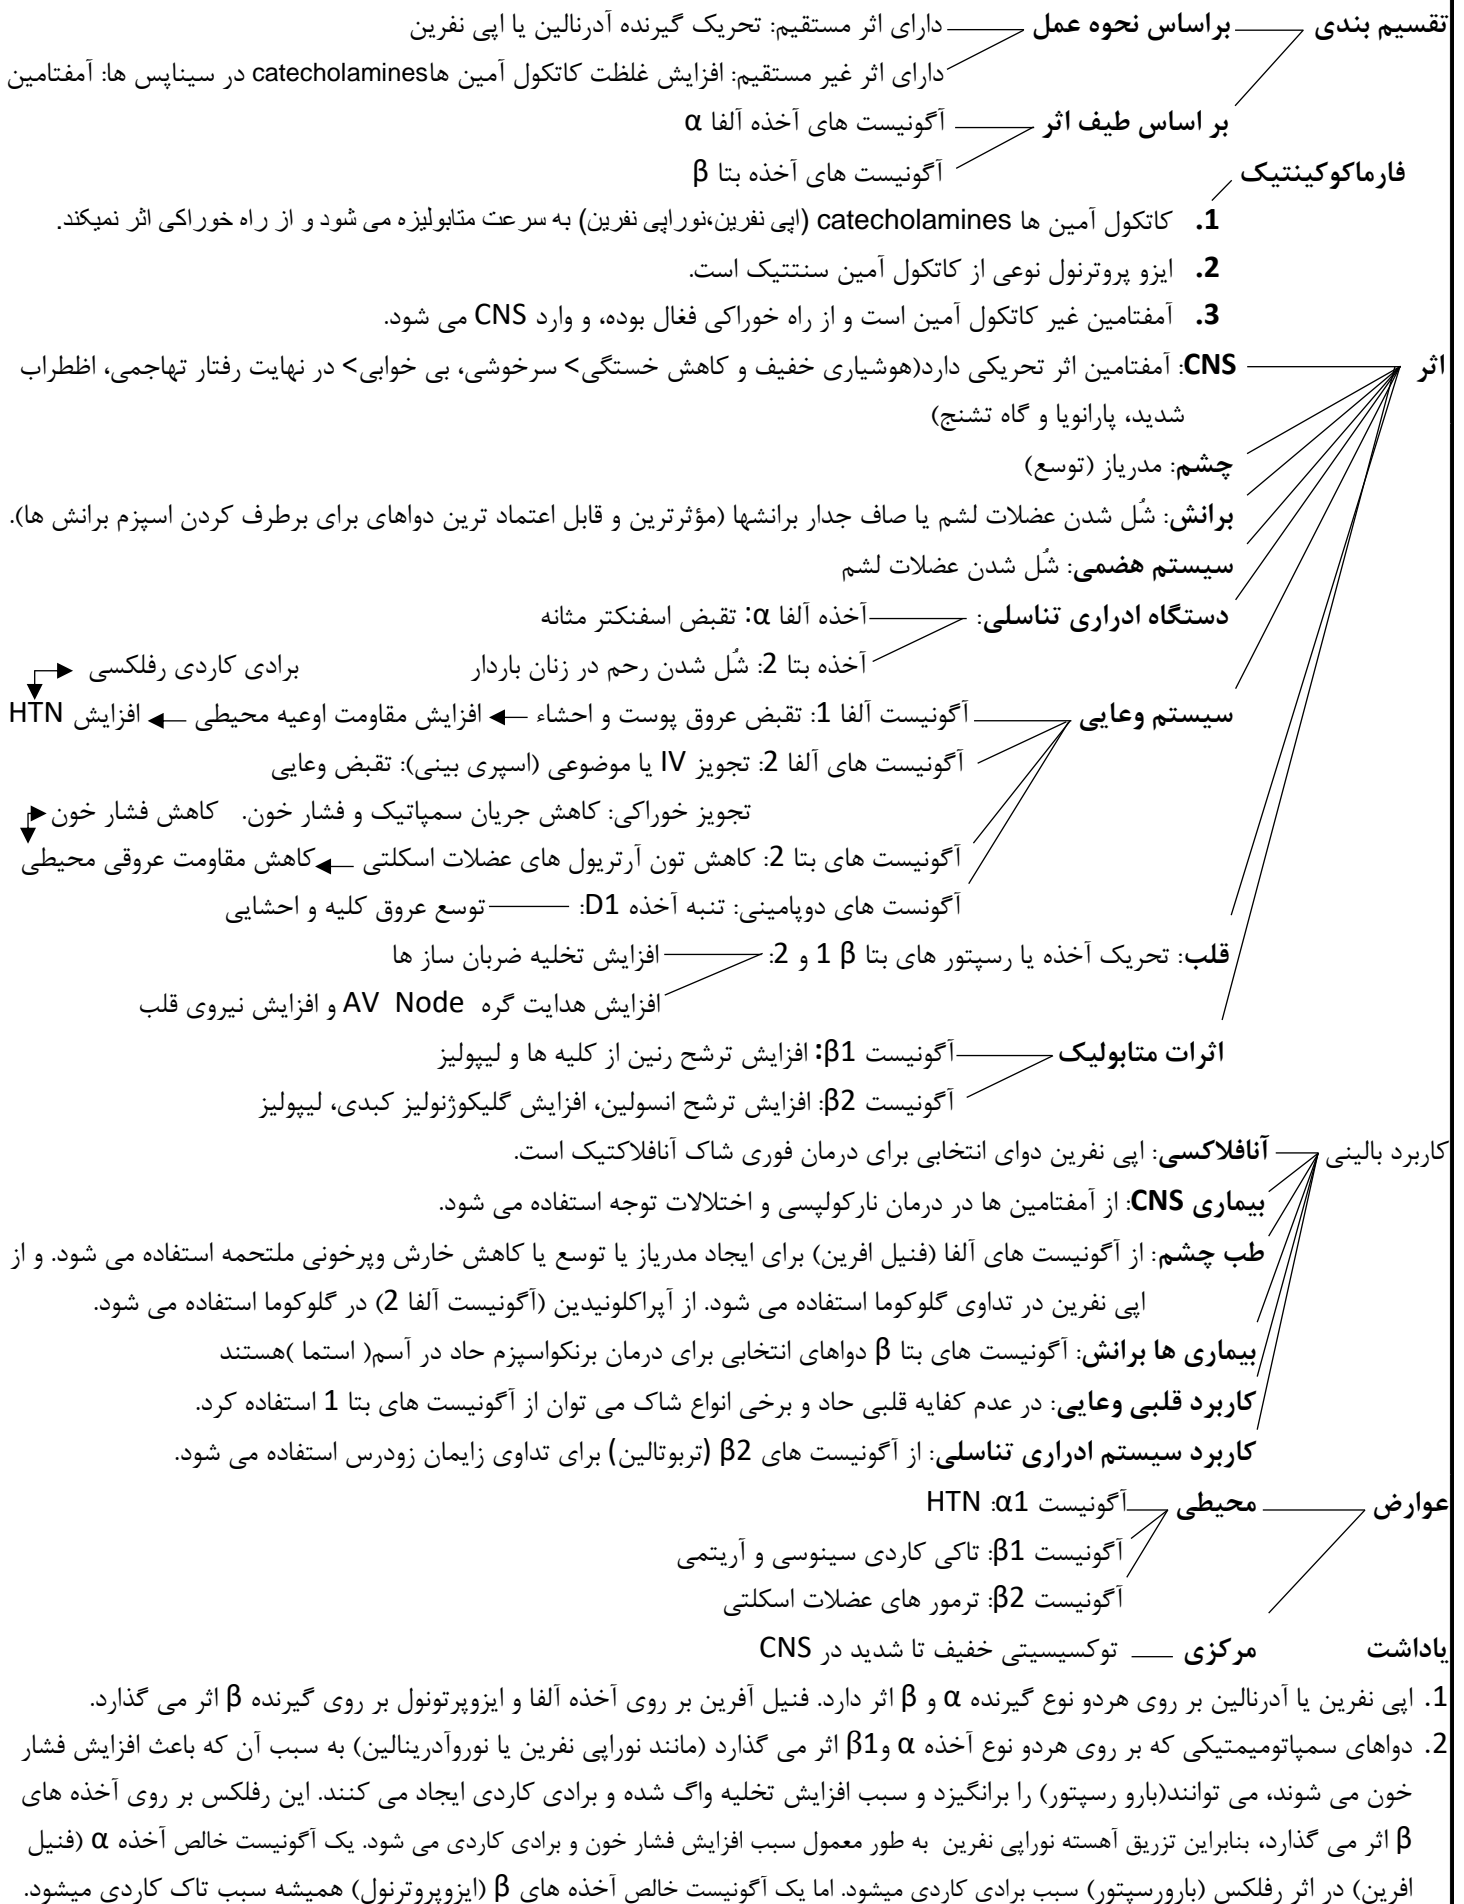 تقسیم بندی براساس نحوه عمل دارای اثر مستقیم: تحریک گیرنده آدرنالین یا اپی نفرین
دارای اثر غیر مستقیم: افزایش غلظت کاتکول آمین هاcatecholamines در سیناپس ها: آمفتامین
بر اساس طیف اثر آگونیست های آخذه آلفا α
آگونیست های آخذه بتا β
فارماکوکینتیک
1. کاتکول آمین ها catecholamines (اپی نفرین،نوراپی نفرین) به سرعت متابولیزه می شود و از راه خوراکی اثر نمیکند.
2. ایزو پروترنول نوعی از کاتکول آمین سنتتیک است.
3. آمفتامین غیر کاتکول آمین است و از راه خوراکی فغال بوده، و وارد CNS می شود.
اثر CNS: آمفتامین اثر تحریکی دارد(هوشیاری خفیف و کاهش خستگی> سرخوشی، بی خوابی> در نهایت رفتار تهاجمی، اظطراب
شدید، پارانویا و گاه تشنج)
چشم: مدریاز (توسع)
برانش: شُل شدن عضلات لشم یا صاف جدار برانشها (مؤثرترین و قابل اعتماد ترین دواهای برای برطرف کردن اسپزم برانش ها).
سیستم هضمی: شُل شدن عضلات لشم
دستگاه ادراری تناسلی: آخذه آلفا α: تقبض اسفنکتر مثانه
آخذه بتا 2: شُل شدن رحم در زنان باردار برادی کاردی رفلکسی
سیستم وعایی آگونیست آلفا 1: تقبض عروق پوست و احشاء افزایش مقاومت اوعیه محیطی افزایش HTN
آگونیست های آلفا 2: تجویز IV یا موضوعی (اسپری بینی): تقبض وعایی
تجویز خوراکی: کاهش جریان سمپاتیک و فشار خون. کاهش فشار خون
آگونیست های بتا 2: کاهش تون آرتریول های عضلات اسکلتی کاهش مقاومت عروقی محیطی
آگونست های دوپامینی: تنبه آخذه D1: توسع عروق کلیه و احشایی
قلب: تحریک آخذه یا رسپتور های بتا β 1 و 2: افزایش تخلیه ضربان ساز ها
افزایش هدایت گره AV Node و افزایش نیروی قلب
اثرات متابولیک آگونیست β1: افزایش ترشح رنین از کلیه ها و لیپولیز
آگونیست β2: افزایش ترشح انسولین، افزایش گلیکوژنولیز کبدی، لیپولیز
کاربرد بالینی آنافلاکسی: اپی نفرین دوای انتخابی برای درمان فوری شاک آنافلاکتیک است.
بیماری CNS: از آمفتامین ها در درمان نارکولپسی و اختلالات توجه استفاده می شود.
طب چشم: از آگونیست های آلفا (فنیل افرین) برای ایجاد مدریاز یا توسع یا کاهش خارش وپرخونی ملتحمه استفاده می شود. و از
اپی نفرین در تداوی گلوکوما استفاده می شود. از آپراکلونیدین (آگونیست آلفا 2) در گلوکوما استفاده می شود.
بیماری ها برانش: آگونیست های بتا β دواهای انتخابی برای درمان برنکواسپزم حاد در آسم( استما )هستند
کاربرد قلبی وعایی: در عدم کفایه قلبی حاد و برخی انواع شاک می توان از آگونیست های بتا 1 استفاده کرد.
کاربرد سیستم ادراری تناسلی: از آگونیست های β2 (تربوتالین) برای تداوی زایمان زودرس استفاده می شود.
عوارض محیطی آگونیست α1: HTN
آگونیست β1: تاکی کاردی سینوسی و آریتمی
آگونیست β2: ترمور های عضلات اسکلتی
یاداشت مرکزی توکسیسیتی خفیف تا شدید در CNS
1. اپی نفرین یا آدرنالین بر روی هردو نوع گیرنده α و β اثر دارد. فنیل آفرین بر روی آخذه آلفا و ایزوپرتونول بر روی گیرنده β اثر می گذارد.
2. دواهای سمپاتومیمتیکی که بر روی هردو نوع آخذه α وβ1 اثر می گذارد (مانند نوراپی نفرین یا نوروآدرینالین) به سبب آن که باعث افزایش فشار
خون می شوند، می توانند(بارو رسپتور) را برانگیزد و سبب افزایش تخلیه واگ شده و برادی کاردی ایجاد می کنند. این رفلکس بر روی آخذه های
β اثر می گذارد، بنابراین تزریق آهسته نوراپی نفرین به طور معمول سبب افزایش فشار خون و برادی کاردی می شود. یک آگونیست خالص آخذه α (فنیل
افرین) در اثر رفلکس (بارورسپتور) سبب برادی کاردی میشود. اما یک آگونیست خالص آخذه های β (ایزوپروترنول) همیشه سبب تاک کاردی میشود.